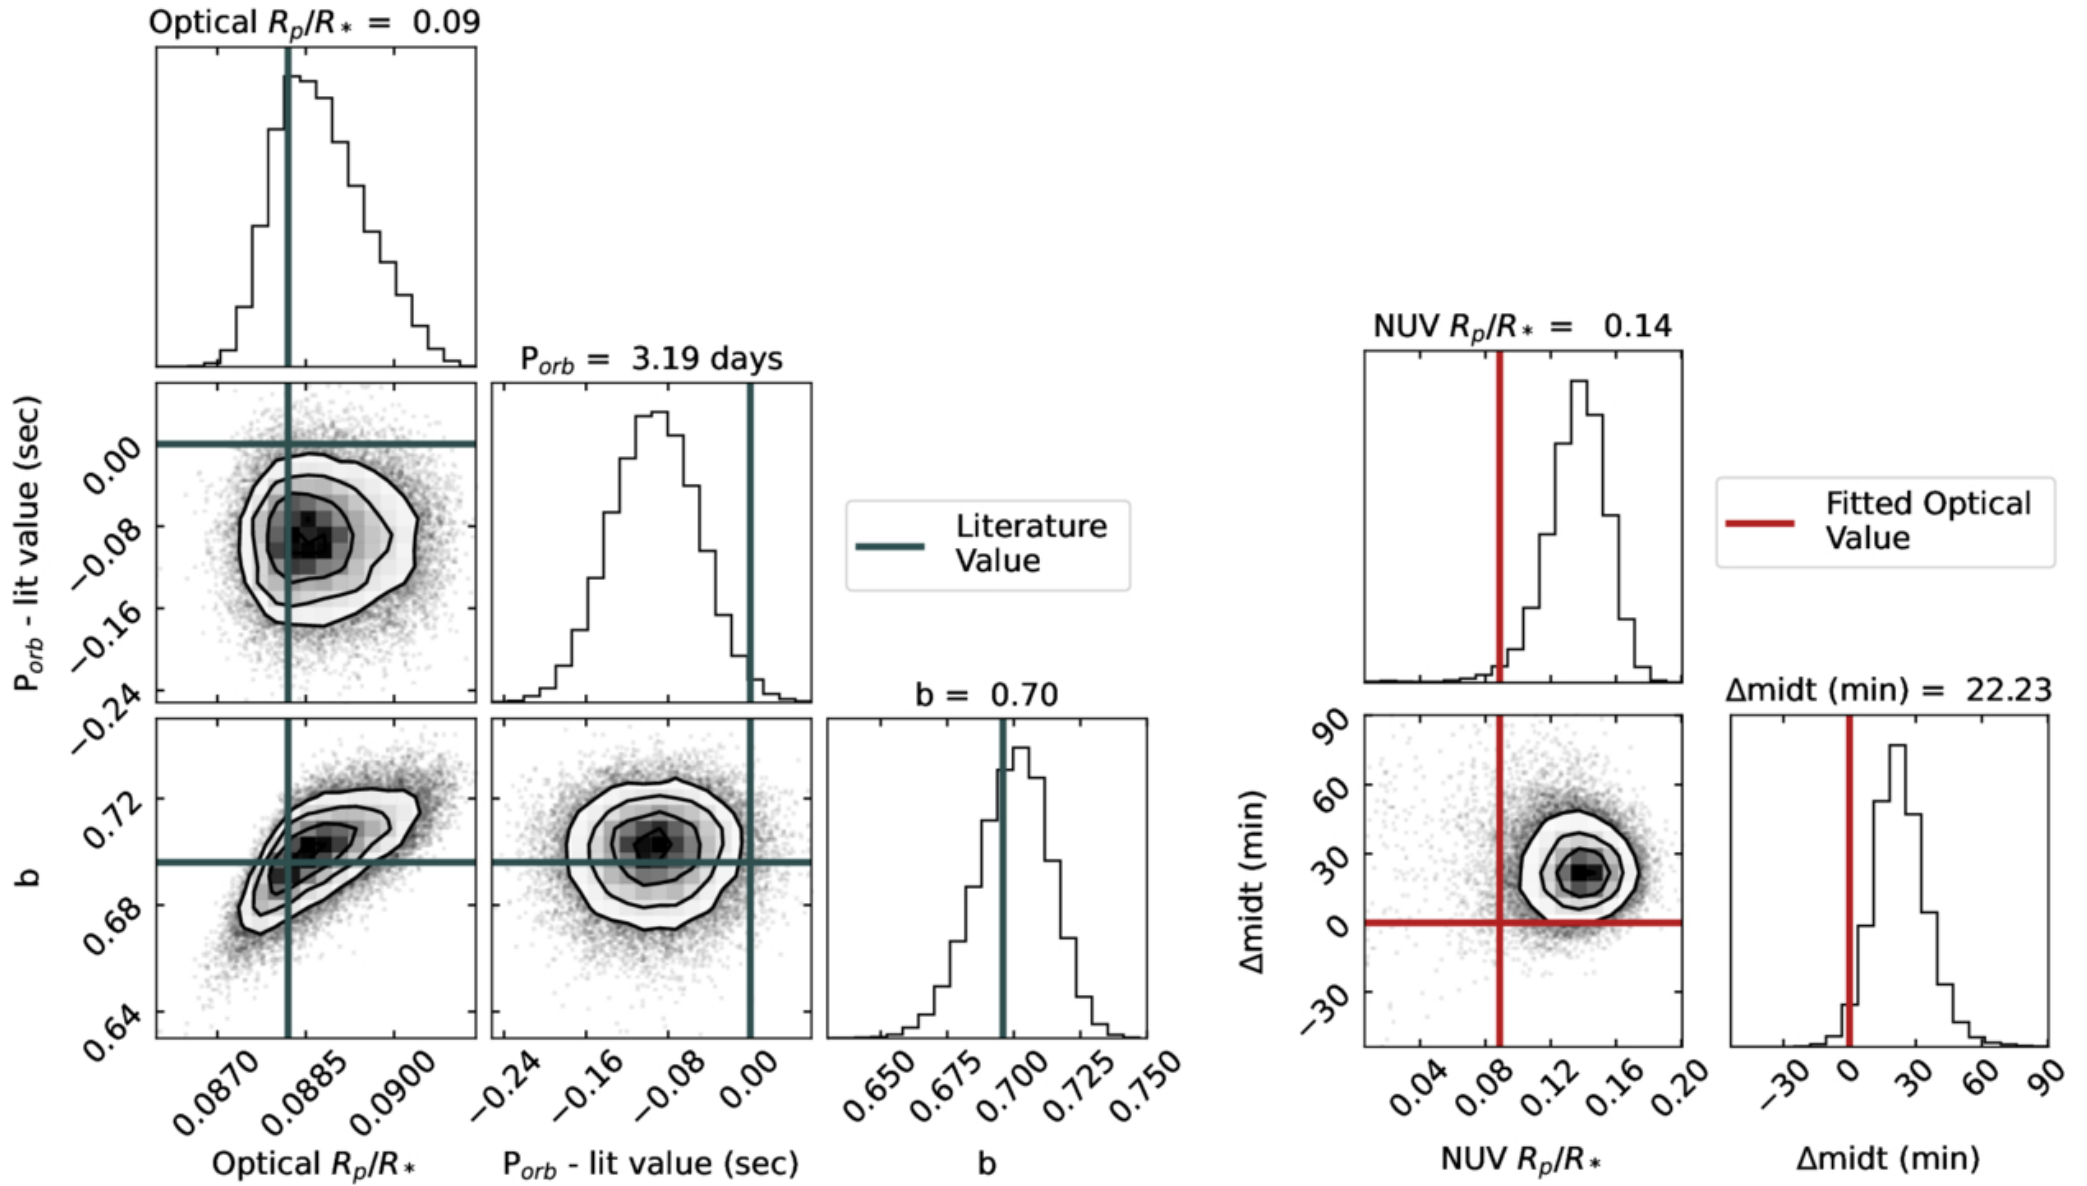 Optical Rₚ/R* = 0.09
Pₒᵣb = 3.19 days
b = 0.70
Literature
Value
Pₒᵣb - lit value (sec)
0.00
−0.08
−0.16
−0.24
b
0.72
0.68
0.64
0.0870 0.0885 0.0900
Optical Rₚ/R*
−0.24 −0.16 −0.08 0.00
Pₒᵣb - lit value (sec)
0.650 0.675 0.700 0.725 0.750
b
NUV Rₚ/R* = 0.14
Fitted Optical
Value
Δmidt (min) = 22.23
Δmidt (min)
90
60
30
0
−30
0.04 0.08 0.12 0.16 0.20
NUV Rₚ/R*
−30 0 30 60 90
Δmidt (min)